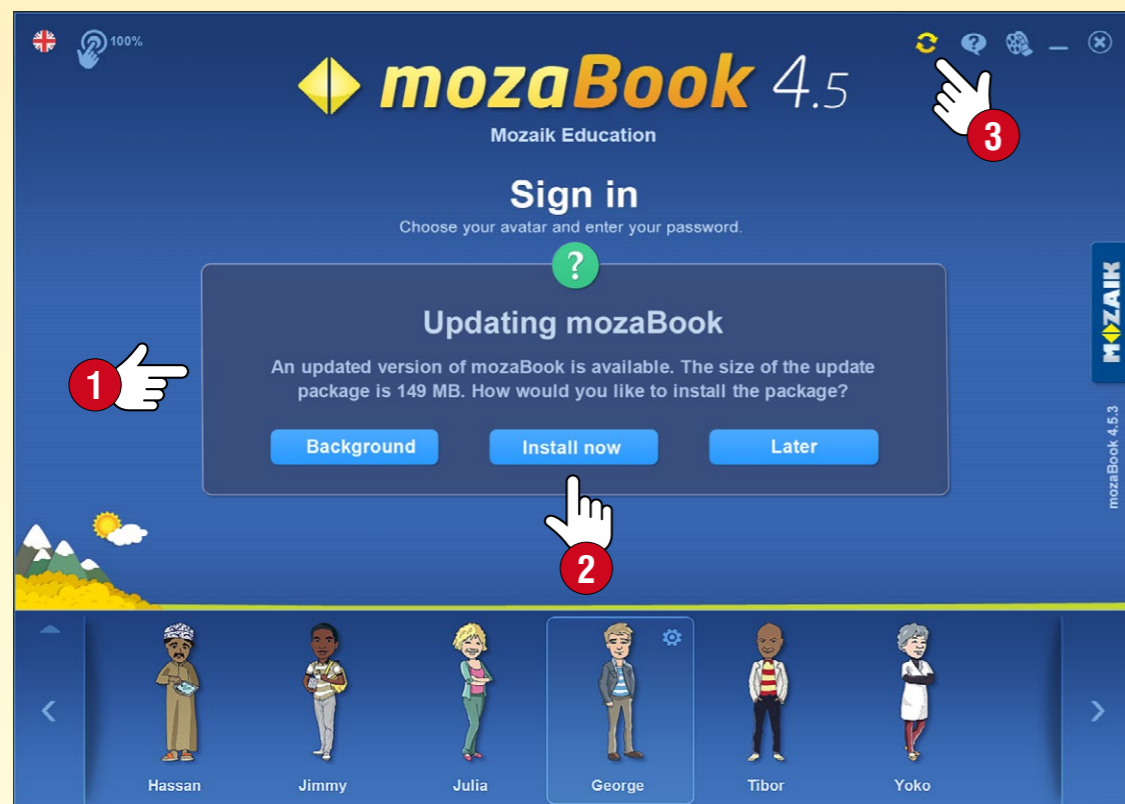 100%
mozaBook 4.5
Mozaik Education
3
Sign in
Choose your avatar and enter your password.
?
Updating mozaBook
An updated version of mozaBook is available. The size of the update
package is 149 MB. How would you like to install the package?
1
Background
Install now
Later
2
MOZAIK
mozaBook 4.5.3
Hassan
Jimmy
Julia
George
Tibor
Yoko